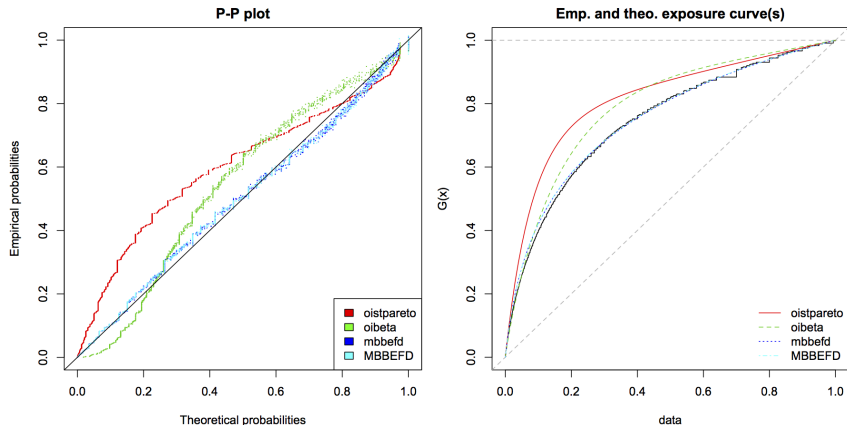 P-P plot
Empirical probabilities
1.0
0.8
0.6
0.4
0.2
0.0
0.0 0.2 0.4 0.6 0.8 1.0
Theoretical probabilities
oistpareto
oibeta
mbbefd
MBBEFD
Emp. and theo. exposure curve(s)
G(x)
1.0
0.8
0.6
0.4
0.2
0.0
0.0 0.2 0.4 0.6 0.8 1.0
data
oistpareto
oibeta
mbbefd
MBBEFD